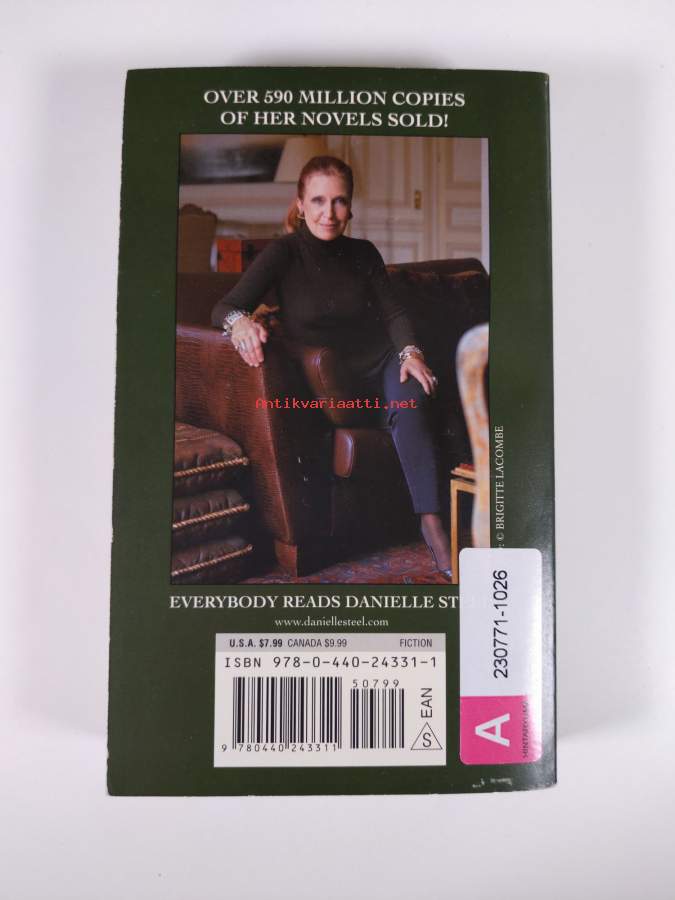 OVER 590 MILLION COPIES
OF HER NOVELS SOLD!
Antikvariaatti.net
© BRIGITTE LACOMBE
EVERYBODY READS DANIELLE
www.daniellesteel.com
U.S.A. $7.99 CANADA $9.99 FICTION
ISBN 978-0-440-24331-1
50799
EAN
S
9 780440 243311
230771-1026
A